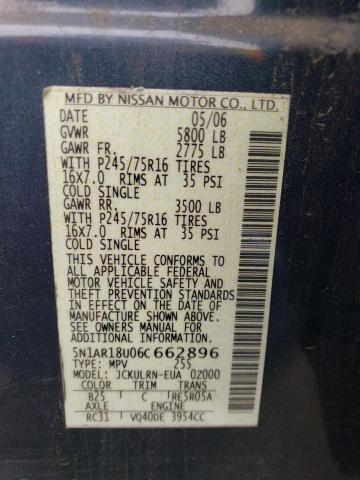 MFD BY NISSAN MOTOR CO., LTD.
DATE 05/06
GVWR 5800 LB
GAWR FR. 2775 LB
WITH P245/75R16 TIRES
16X7.0 RIMS AT 35 PSI
COLD SINGLE
GAWR RR. 3500 LB
WITH P245/75R16 TIRES
16X7.0 RIMS AT 35 PSI
COLD SINGLE
THIS VEHICLE CONFORMS TO
ALL APPLICABLE FEDERAL
MOTOR VEHICLE SAFETY AND
THEFT PREVENTION STANDARDS
IN EFFECT ON THE DATE OF
MANUFACTURE SHOWN ABOVE.
SEE OWNERS MANUAL FOR
ADDITIONAL INFORMATION.
5N1AR18U06C662896
TYPE: MPV 255
MODEL: JCKULRN-EUA 0Z000
COLOR TRIM TRANS
B25 C RE5R05A
AXLE ENGINE
RC31 VQ40DE 3954CC